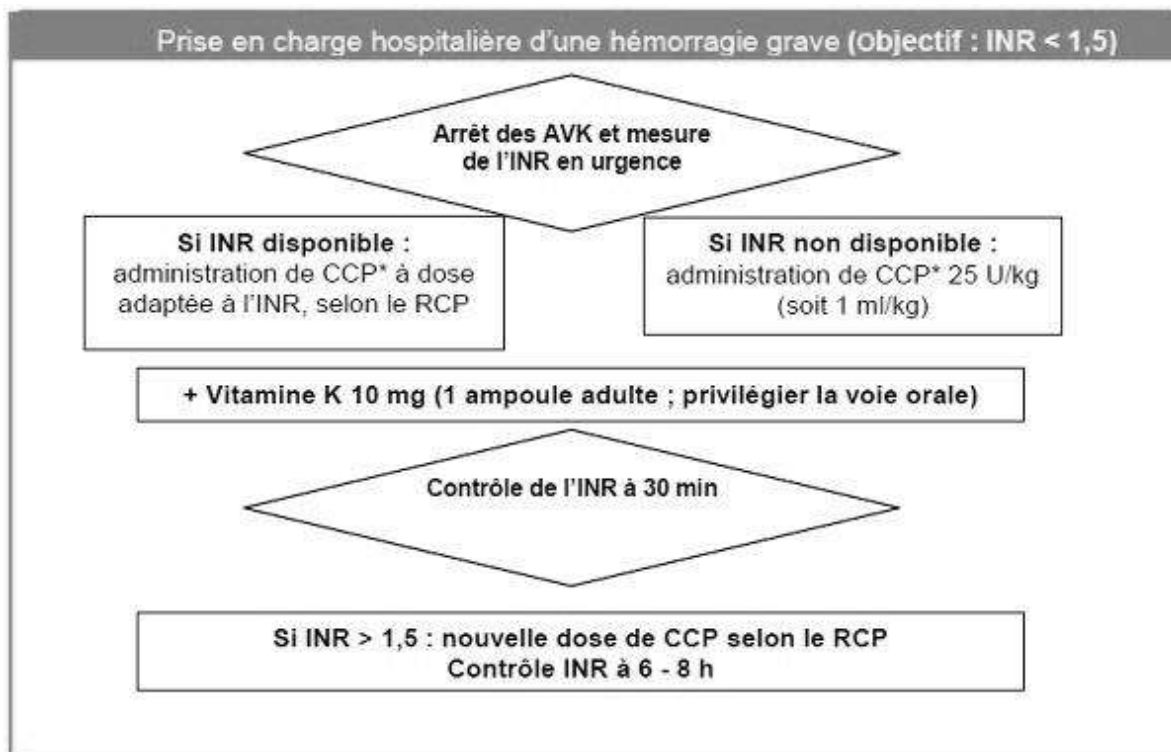 Prise en charge hospitalière d'une hémorragie grave (Objectif : INR < 1,5)
Arrêt des AVK et mesure
de l'INR en urgence
Si INR disponible :
administration de CCP* à dose
adaptée à l'INR, selon le RCP
Si INR non disponible :
administration de CCP* 25 U/kg
(soit 1 ml/kg)
+ Vitamine K 10 mg (1 ampoule adulte ; privilégier la voie orale)
Contrôle de l'INR à 30 min
Si INR > 1,5 : nouvelle dose de CCP selon le RCP
Contrôle INR à 6 - 8 h